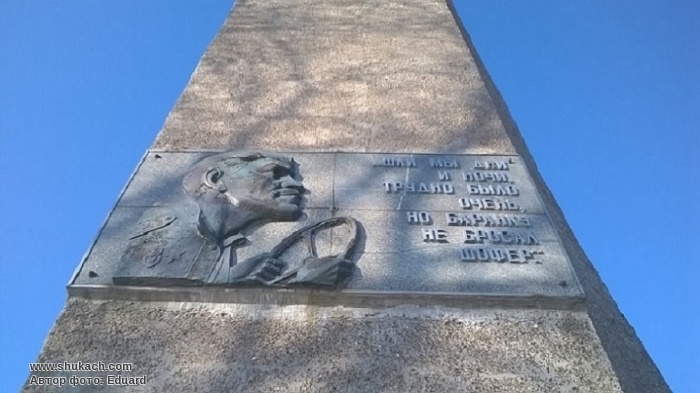 „ШЛИ МЫ ДНИ
И НОЧИ,
ТРУДНО БЫЛО
ОЧЕНЬ,
НО БАРАНКУ
НЕ БРОСАЛ
ШОФЕР"
www.shukach.com
Автор фото: Eduard